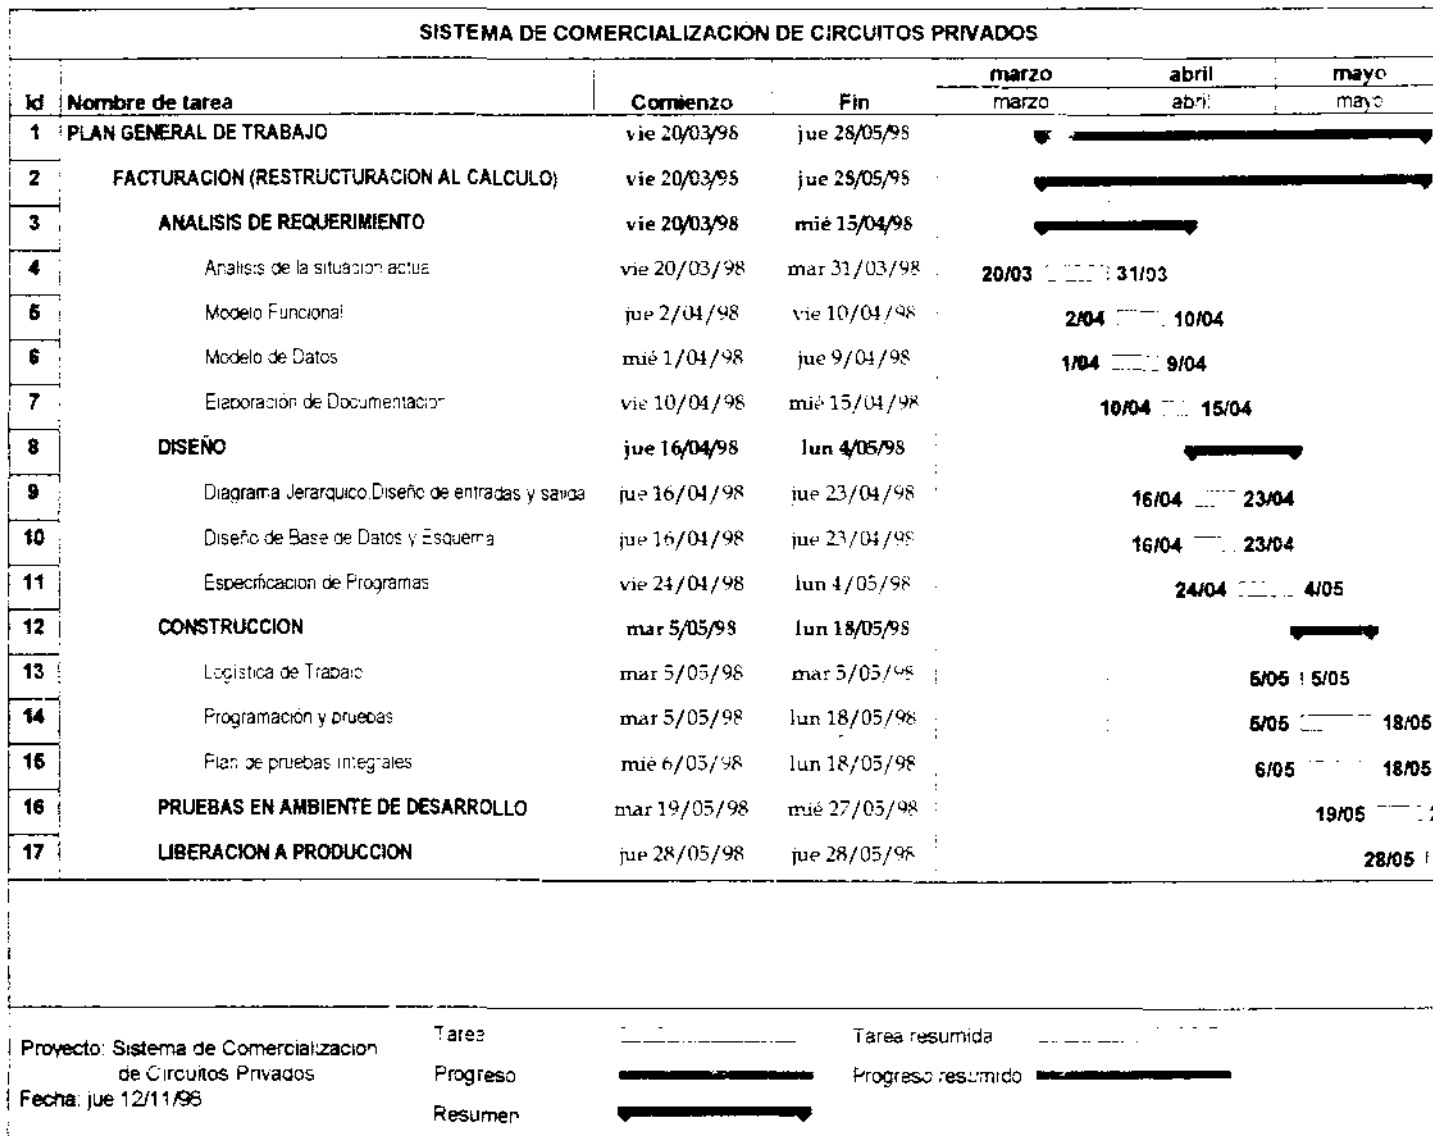 SISTEMA DE COMERCIALIZACIÓN DE CIRCUITOS PRIVADOS
marzo abril mayo
Id Nombre de tarea Comienzo Fin marzo abril mayo
1 PLAN GENERAL DE TRABAJO vie 20/03/98 jue 28/05/98
2 FACTURACION (RESTRUCTURACION AL CALCULO) vie 20/03/98 jue 28/05/98
3 ANALISIS DE REQUERIMIENTO vie 20/03/98 mié 15/04/98
4 Analisis de la situacion actual vie 20/03/98 mar 31/03/98 20/03 31/03
5 Modelo Funcional jue 2/04/98 vie 10/04/98 2/04 10/04
6 Modelo de Datos mié 1/04/98 jue 9/04/98 1/04 9/04
7 Elaboración de Documentacion vie 10/04/98 mié 15/04/98 10/04 15/04
8 DISEÑO jue 16/04/98 lun 4/05/98
9 Diagrama Jerarquico,Diseño de entradas y salida jue 16/04/98 jue 23/04/98 16/04 23/04
10 Diseño de Base de Datos y Esquema jue 16/04/98 jue 23/04/98 16/04 23/04
11 Especificacion de Programas vie 24/04/98 lun 4/05/98 24/04 4/05
12 CONSTRUCCION mar 5/05/98 lun 18/05/98
13 Logística de Trabajo mar 5/05/98 mar 5/05/98 5/05 5/05
14 Programación y pruebas mar 5/05/98 lun 18/05/98 5/05 18/05
15 Plan de pruebas integrales mié 6/05/98 lun 18/05/98 6/05 18/05
16 PRUEBAS EN AMBIENTE DE DESARROLLO mar 19/05/98 mié 27/05/98 19/05
17 LIBERACION A PRODUCCION jue 28/05/98 jue 28/05/98 28/05
Proyecto: Sistema de Comercializacion
de Circuitos Privados
Fecha: jue 12/11/98
Tarea Tarea resumida
Progreso Progreso resumido
Resumen